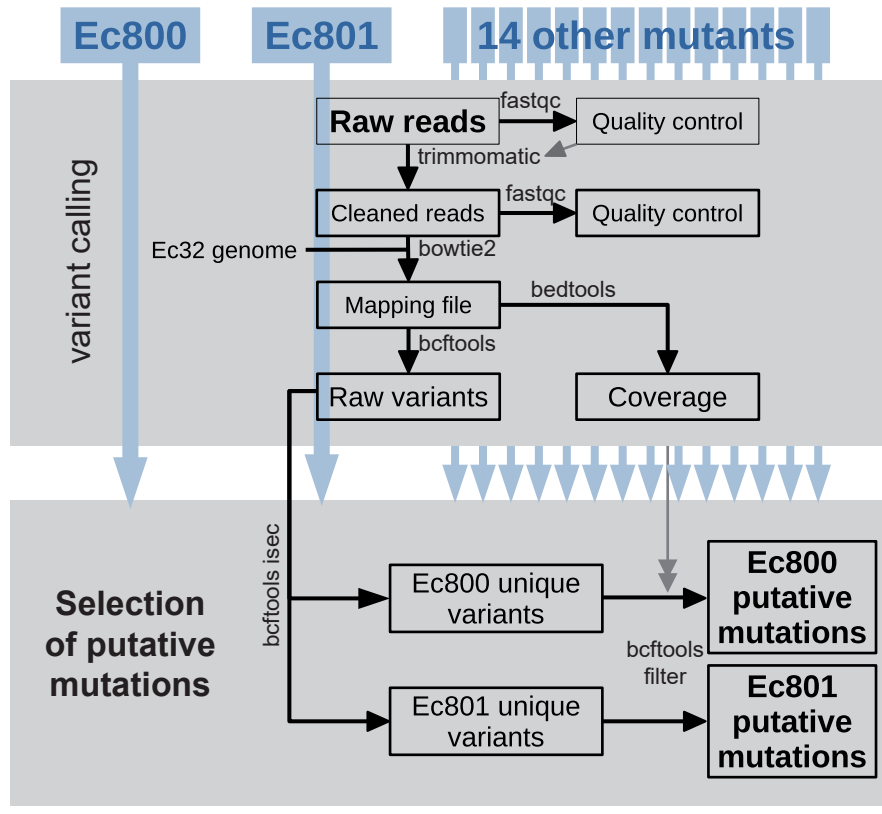 Ec800
Ec801
14 other mutants
fastqc
Raw reads
Quality control
trimmomatic
variant calling
fastqc
Cleaned reads
Quality control
Ec32 genome
bowtie2
Mapping file
bedtools
bcftools
Raw variants
Coverage
bcftools isec
Selection
of putative
mutations
Ec800 unique
variants
Ec800
putative
mutations
bcftools
filter
Ec801 unique
variants
Ec801
putative
mutations